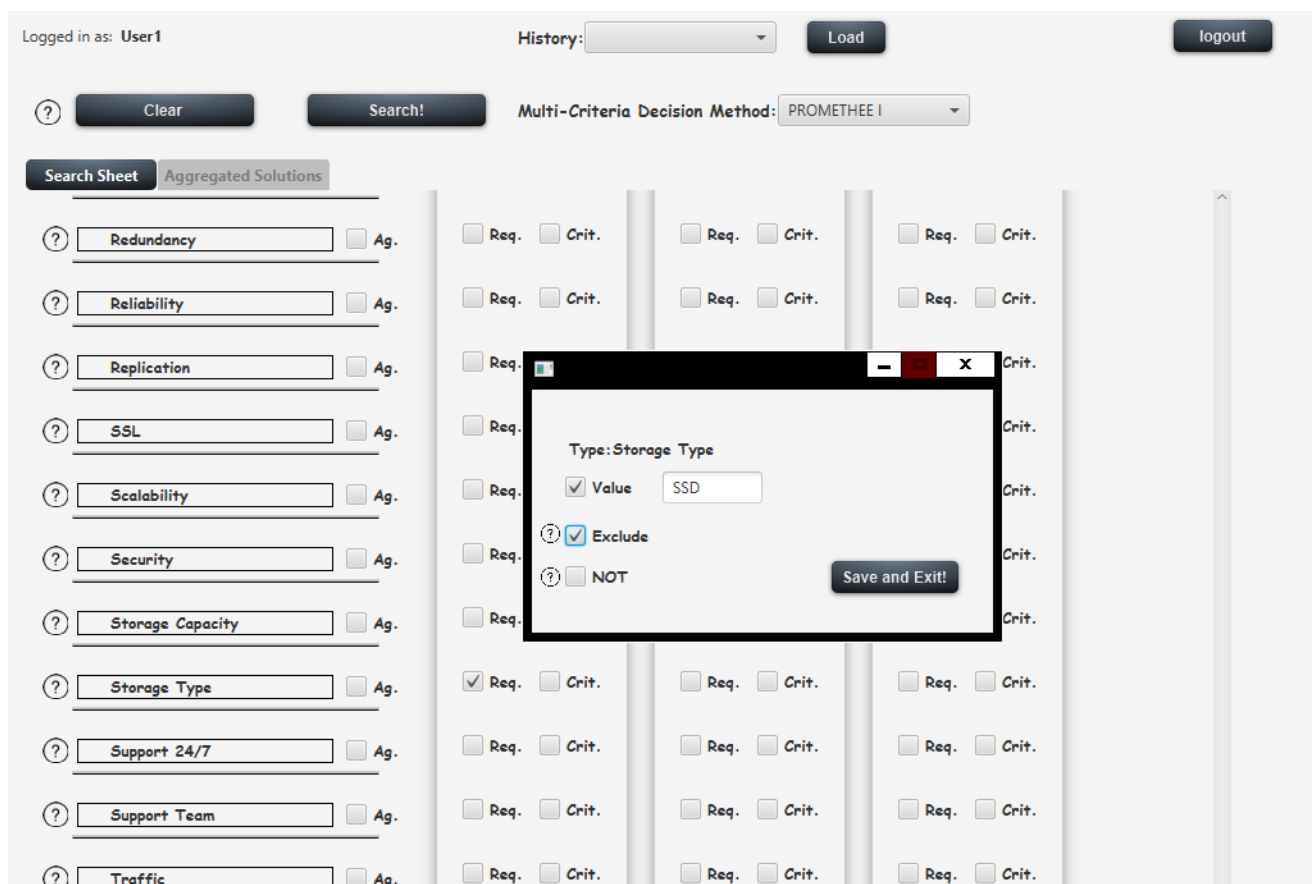 Logged in as: User1 History: Load logout
? Clear Search! Multi-Criteria Decision Method: PROMETHEE I
Search Sheet Aggregated Solutions
? Redundancy Ag. Req. Crit. Req. Crit. Req. Crit.
? Reliability Ag. Req. Crit. Req. Crit. Req. Crit.
? Replication Ag. Req. Crit.
? SSL Ag. Req. Crit.
? Scalability Ag. Req. Crit.
? Security Ag. Req. Crit.
? Storage Capacity Ag. Req. Crit.
X
Type:Storage Type
Value SSD
? Exclude
? NOT Save and Exit!
? Storage Type Ag. Req. Crit. Req. Crit. Req. Crit.
? Support 24/7 Ag. Req. Crit. Req. Crit. Req. Crit.
? Support Team Ag. Req. Crit. Req. Crit. Req. Crit.
? Traffic Ag. Req. Crit. Req. Crit. Req. Crit.